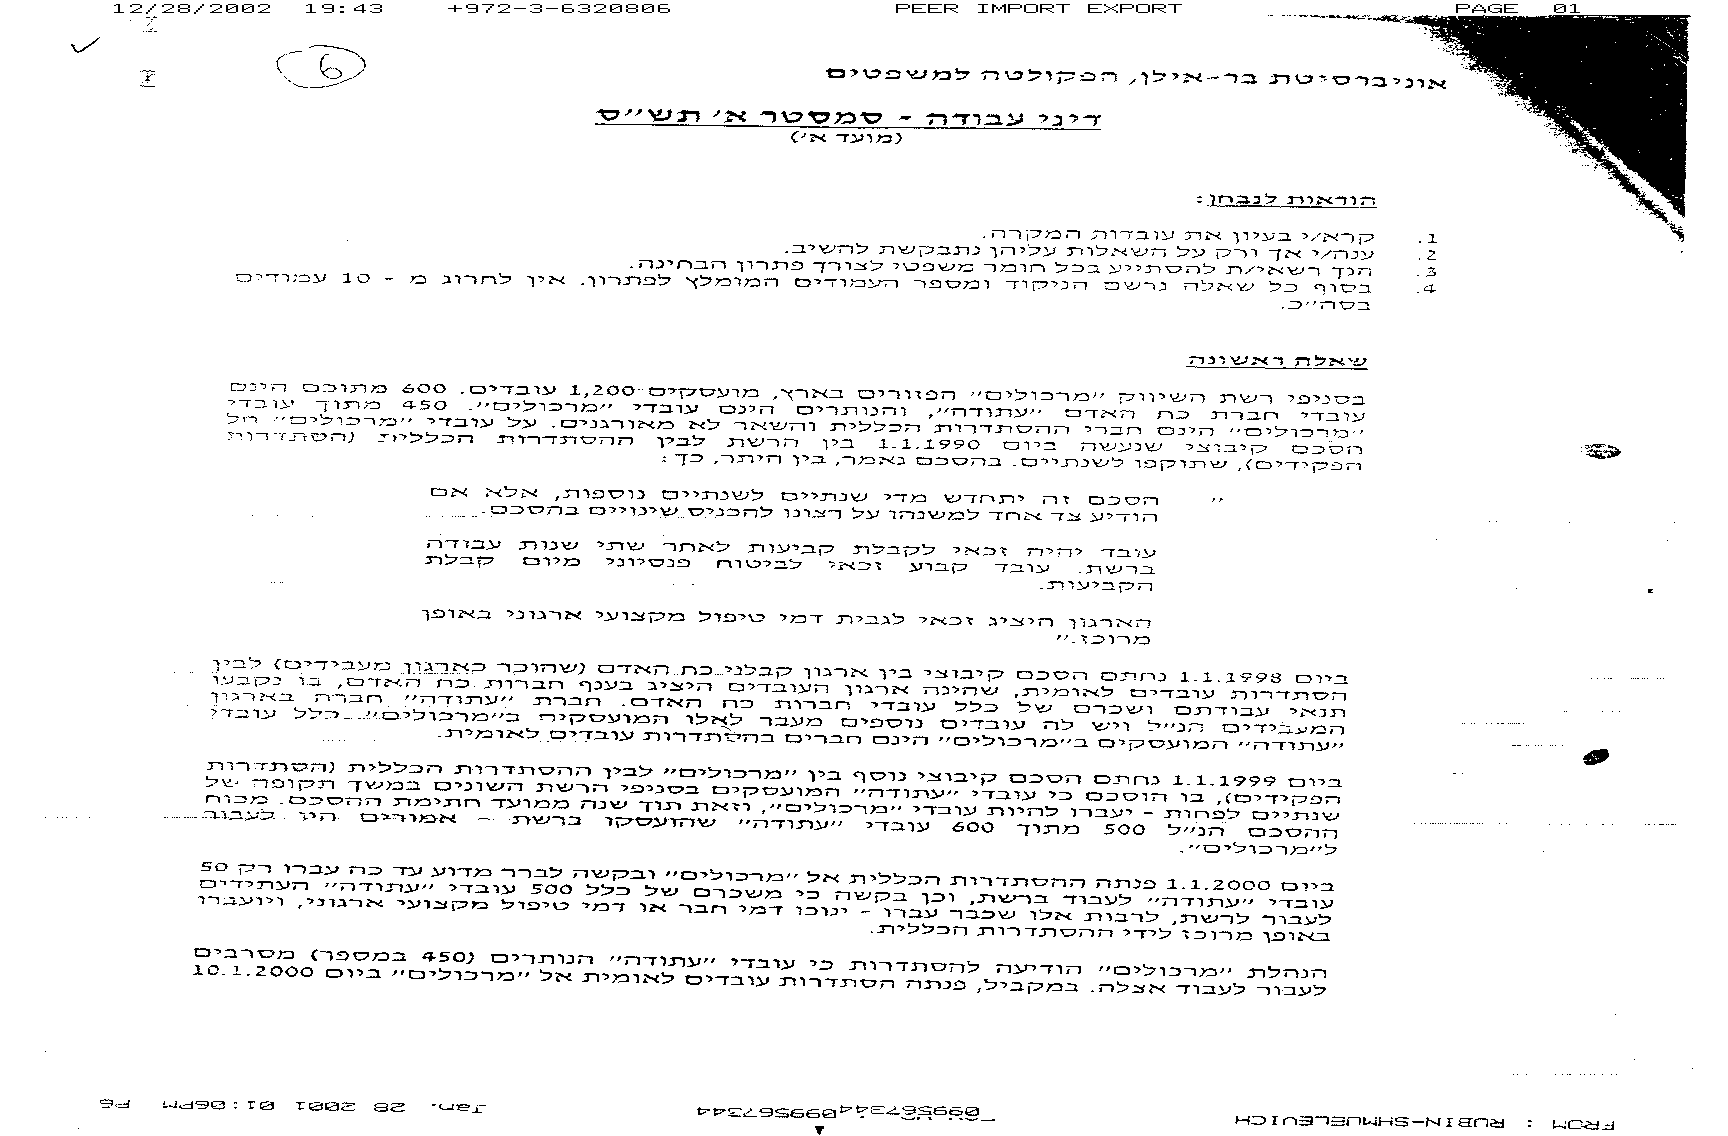 12/28/2002 19:43 +972-3-6320806 PEER IMPORT EXPORT PAGE 01
6
אוניברסיטת בר-אילן, הפקולטה למשפטים
דיני עבודה - סמסטר א' תש"ס
(מועד א')
הוראות לנבחן:
1. קרא/י בעיון את עובדות המקרה.
2. ענה/י אך ורק על השאלות עליהן נתבקשת להשיב.
3. הנך רשאי/ת להסתייע בכל חומר משפטי לצורך פתרון הבחינה.
4. בסוף כל שאלה נרשם הניקוד ומספר העמודים המומלץ לפתרון. אין לחרוג מ - 10 עמודים
בסה"כ.
שאלה ראשונה
בסניפי רשת השיווק "מרכולים" הפזורים בארץ, מועסקים 1,200 עובדים. 600 מתוכם הינם
עובדי חברת כח האדם "עתודה", והנותרים הינם עובדי "מרכולים". 450 מתוך עובדי
"מרכולים" הינם חברי ההסתדרות הכללית והשאר לא מאורגנים. על עובדי "מרכולים" חל
הסכם קיבוצי שנעשה ביום 1.1.1990 בין הרשת לבין ההסתדרות הכללית (הסתדרות
הפקידים), שתוקפו לשנתיים. בהסכם נאמר, בין היתר, כך:
" הסכם זה יתחדש מדי שנתיים לשנתיים נוספות, אלא אם
הודיע צד אחד למשנהו על רצונו להכניס שינויים בהסכם.
עובד יהיה זכאי לקבלת קביעות לאחר שתי שנות עבודה
ברשת. עובד קבוע זכאי לביטוח פנסיוני מיום קבלת
הקביעות.
הארגון היציג זכאי לגבית דמי טיפול מקצועי ארגוני באופן
מרוכז."
ביום 1.1.1998 נחתם הסכם קיבוצי בין ארגון קבלני כח האדם (שהוכר כארגון מעבידים) לבין
הסתדרות עובדים לאומית, שהינה ארגון העובדים היציג בענף חברות כח האדם, בו נקבעו
תנאי עבודתם ושכרם של כלל עובדי חברות כח האדם. חברת "עתודה" חברה בארגון
המעבידים הנ"ל ויש לה עובדים נוספים מעבר לאלו המועסקיה ב"מרכולים". כלל עובדי
"עתודה" המועסקים ב"מרכולים" הינם חברים בהסתדרות עובדים לאומית.
ביום 1.1.1999 נחתם הסכם קיבוצי נוסף בין "מרכולים" לבין ההסתדרות הכללית (הסתדרות
הפקידים), בו הוסכם כי עובדי "עתודה" המועסקים בסניפי הרשת השונים במשך תקופה של
שנתיים לפחות - יעברו להיות עובדי "מרכולים", וזאת תוך שנה ממועד חתימת ההסכם. מכוח
ההסכם הנ"ל 500 מתוך 600 עובדי "עתודה" שהועסקו ברשת - אמורים היו לעבור
ל"מרכולים".
ביום 1.1.2000 פנתה ההסתדרות הכללית אל "מרכולים" ובקשה לברר מדוע עד כה עברו רק 50
עובדי "עתודה" לעבוד ברשת, וכן בקשה כי משכרם של כלל 500 עובדי "עתודה" העתידים
לעבור לרשת, לרבות אלו שכבר עברו - ינוכו דמי חבר או דמי טיפול מקצועי ארגוני, ויועברו
באופן מרוכז לידי ההסתדרות הכללית.
הנהלת "מרכולים" הודיעה להסתדרות כי עובדי "עתודה" הנותרים (450 במספר) מסרבים
לעבור לעבוד אצלה. במקביל, פנתה הסתדרות עובדים לאומית אל "מרכולים" ביום 10.1.2000
FROM : RUBIN-SHMUELEVICH Jan. 28 2001 01:06PM P6